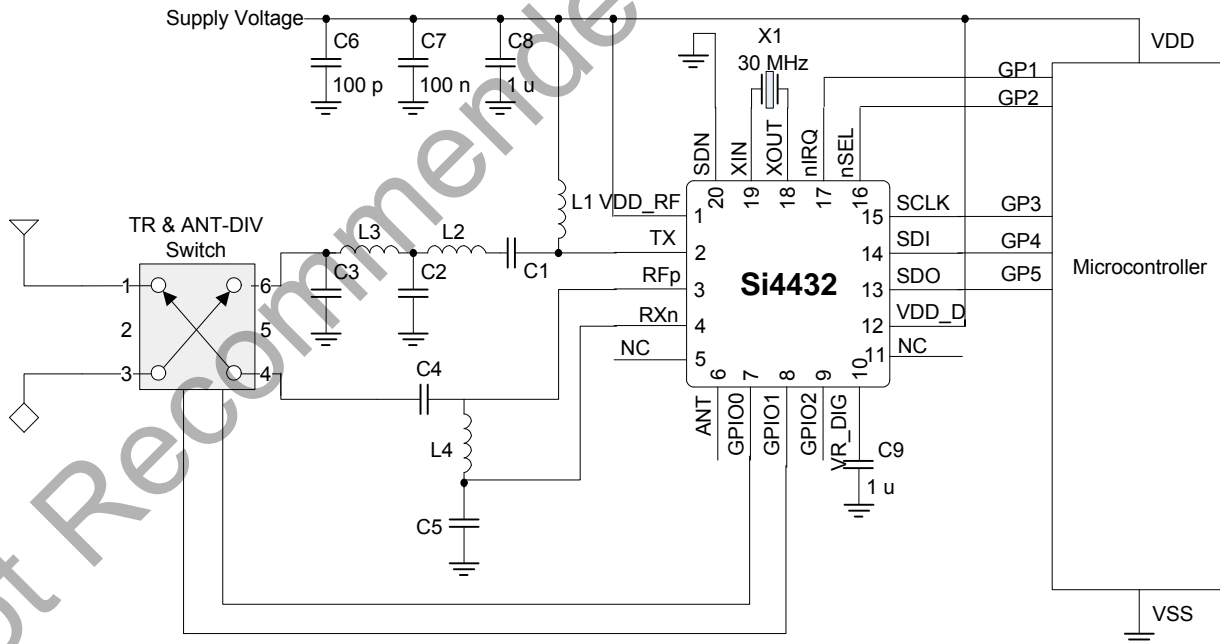 Supply Voltage
C6
100 p
C7
100 n
C8
1 u
X1
30 MHz
VDD
GP1
GP2
SDN
XIN
XOUT
nIRQ
nSEL
20
19
18
17
16
L1
VDD_RF
1
TX
2
RFp
3
RXn
4
NC
5
Si4432
15
SCLK
GP3
14
SDI
GP4
13
SDO
GP5
12
VDD_D
11
NC
Microcontroller
TR & ANT-DIV
Switch
1
2
3
6
5
4
L3
L2
C3
C2
C1
C4
L4
C5
6
7
8
9
10
ANT
GPIO0
GPIO1
GPIO2
VR_DIG
C9
1 u
VSS
Not Recommende